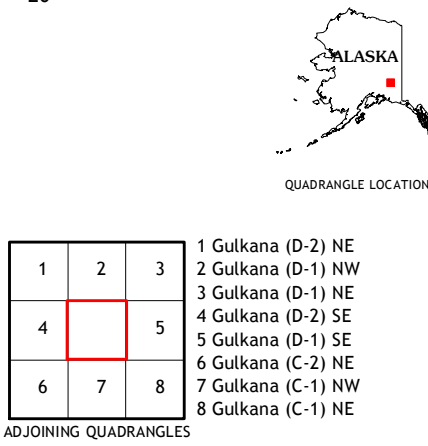 ALASKA
QUADRANGLE LOCATION
1 2 3
4 5
6 7 8
1 Gulkana (D-2) NE
2 Gulkana (D-1) NW
3 Gulkana (D-1) NE
4 Gulkana (D-2) SE
5 Gulkana (D-1) SE
6 Gulkana (C-2) NE
7 Gulkana (C-1) NW
8 Gulkana (C-1) NE
ADJOINING QUADRANGLES